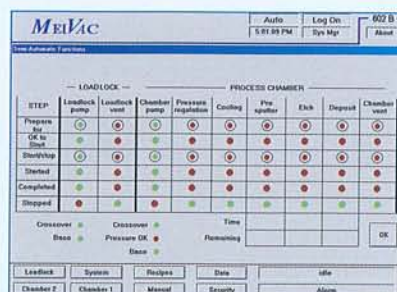 MEIVAC
Auto
Log On
602 B
5:01:09 PM
Sys Mgr
About
Semi Automatic Functions
LOADLOCK
PROCESS CHAMBER
STEP
Loadlock pump
Loadlock vent
Chamber pump
Pressure regulation
Cooling
Pre sputter
Etch
Deposit
Chamber vent
Prepare for
OK to Start
Start/stop
Started
Completed
Stopped
Crossover
Crossover
Time
Base
Pressure OK
Remaining
OK
Base
Loadlock
System
Recipes
Data
idle
Chamber 2
Chamber 1
Manual
Security
Alarm